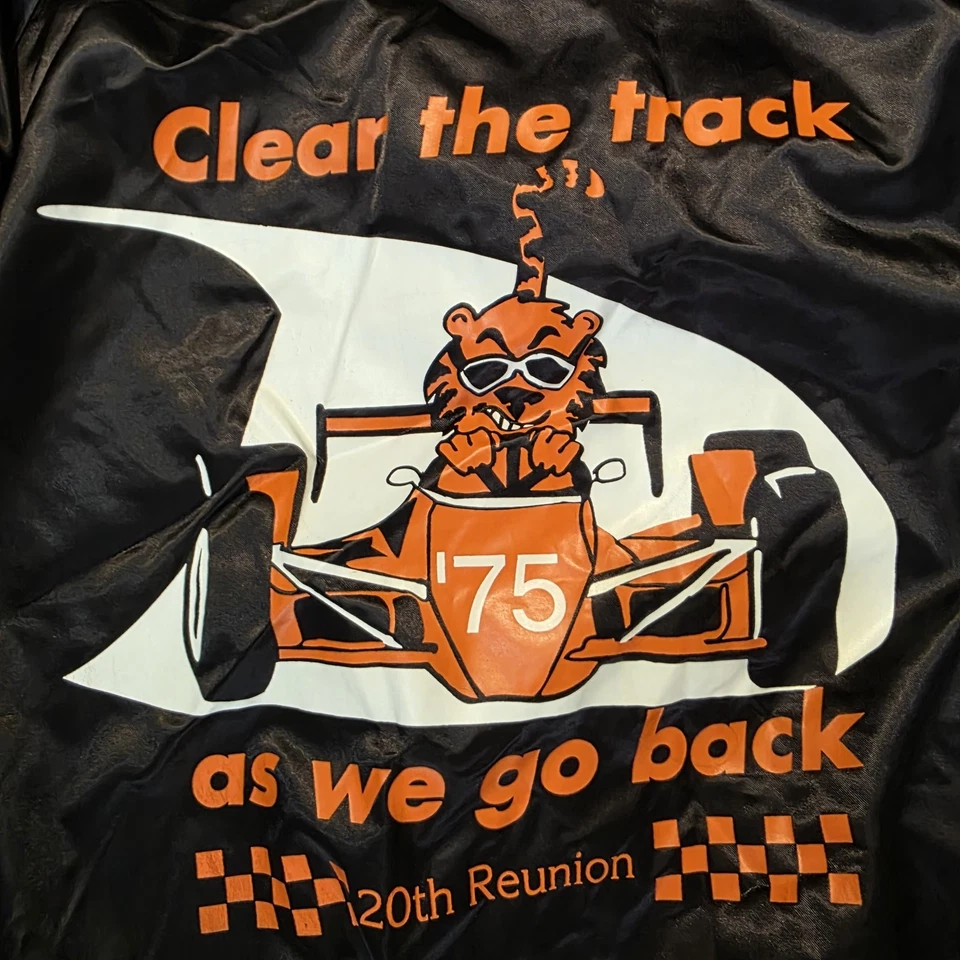 Clear the track
'75
as we go back
20th Reunion